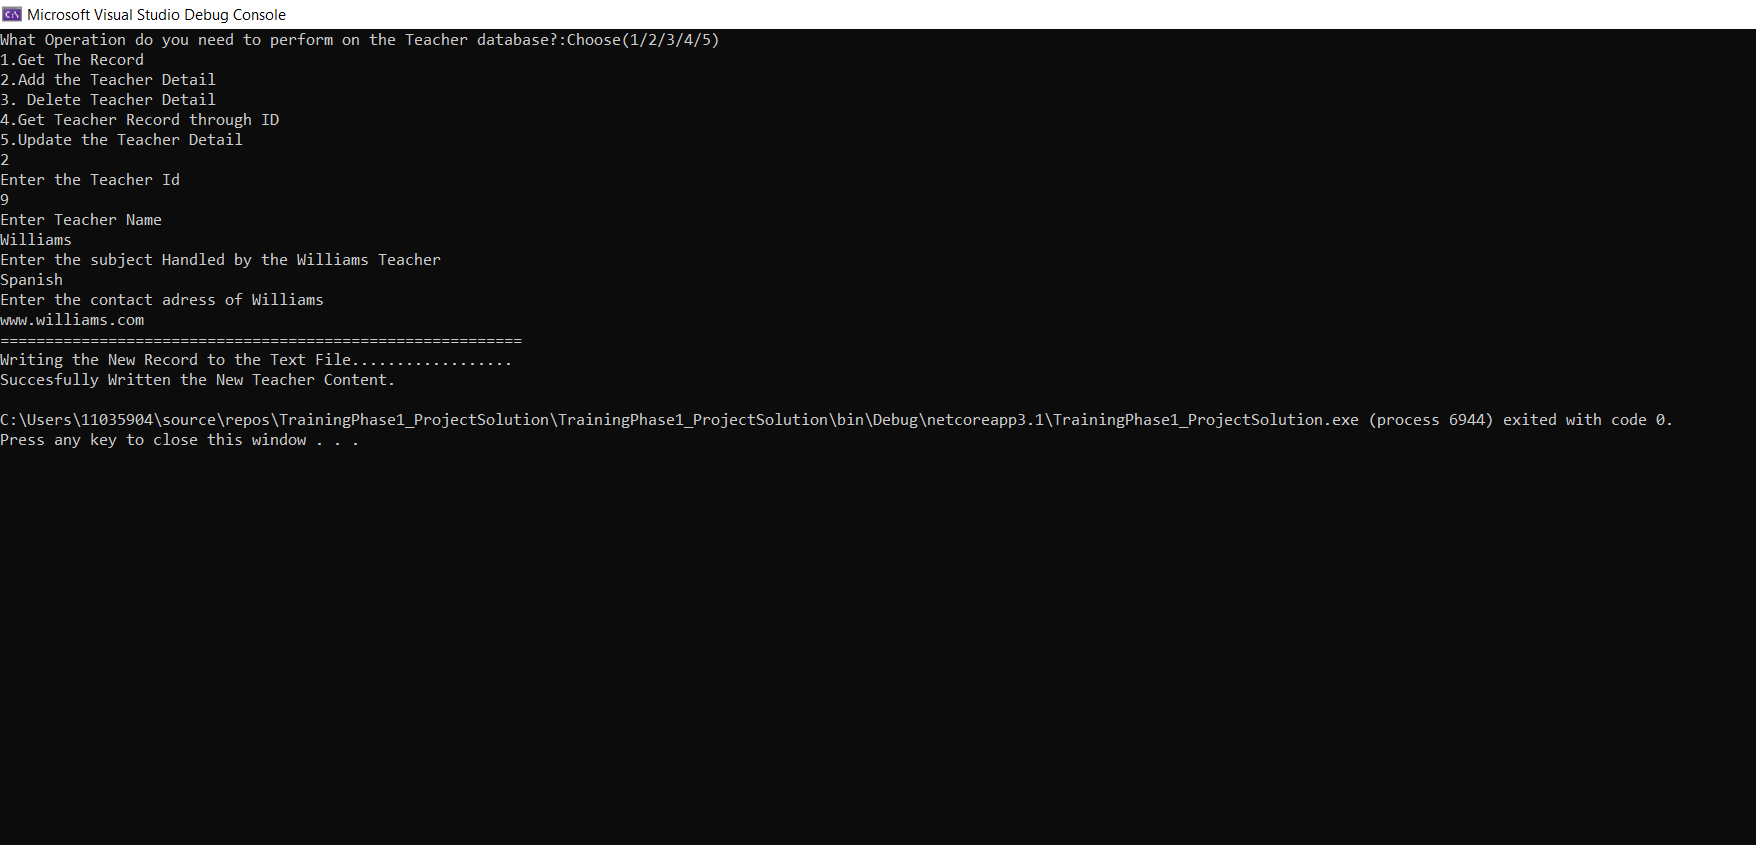 Microsoft Visual Studio Debug Console
What Operation do you need to perform on the Teacher database?:Choose(1/2/3/4/5)
1.Get The Record
2.Add the Teacher Detail
3. Delete Teacher Detail
4.Get Teacher Record through ID
5.Update the Teacher Detail
2
Enter the Teacher Id
9
Enter Teacher Name
Williams
Enter the subject Handled by the Williams Teacher
Spanish
Enter the contact adress of Williams
www.williams.com
==========================================================
Writing the New Record to the Text File..................
Succesfully Written the New Teacher Content.
C:\Users\11035904\source\repos\TrainingPhase1_ProjectSolution\TrainingPhase1_ProjectSolution\bin\Debug\netcoreapp3.1\TrainingPhase1_ProjectSolution.exe (process 6944) exited with code 0.
Press any key to close this window . . .